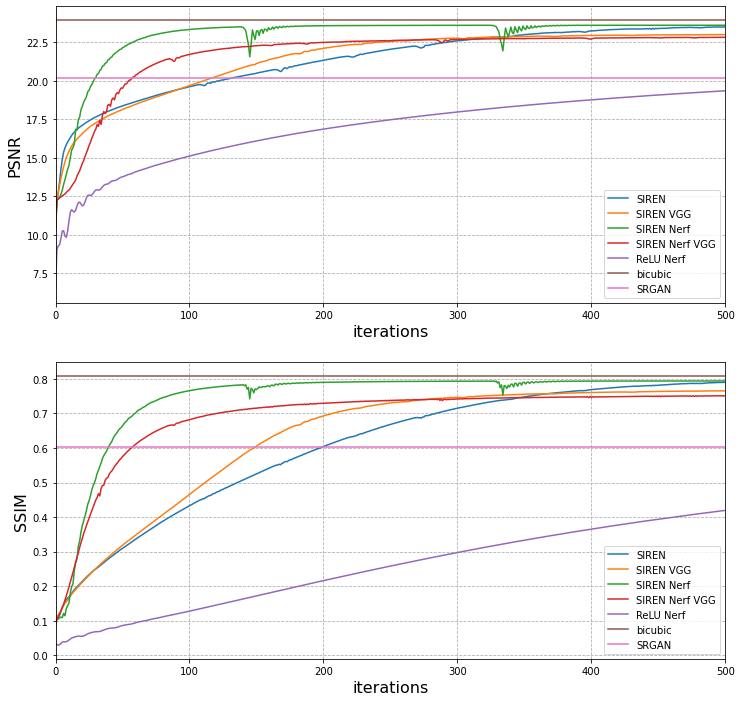 PSNR
22.5
20.0
17.5
15.0
12.5
10.0
7.5
0 100 200 300 400 500
iterations
SIREN
SIREN VGG
SIREN Nerf
SIREN Nerf VGG
ReLU Nerf
bicubic
SRGAN
SSIM
0.8
0.7
0.6
0.5
0.4
0.3
0.2
0.1
0.0
0 100 200 300 400 500
iterations
SIREN
SIREN VGG
SIREN Nerf
SIREN Nerf VGG
ReLU Nerf
bicubic
SRGAN